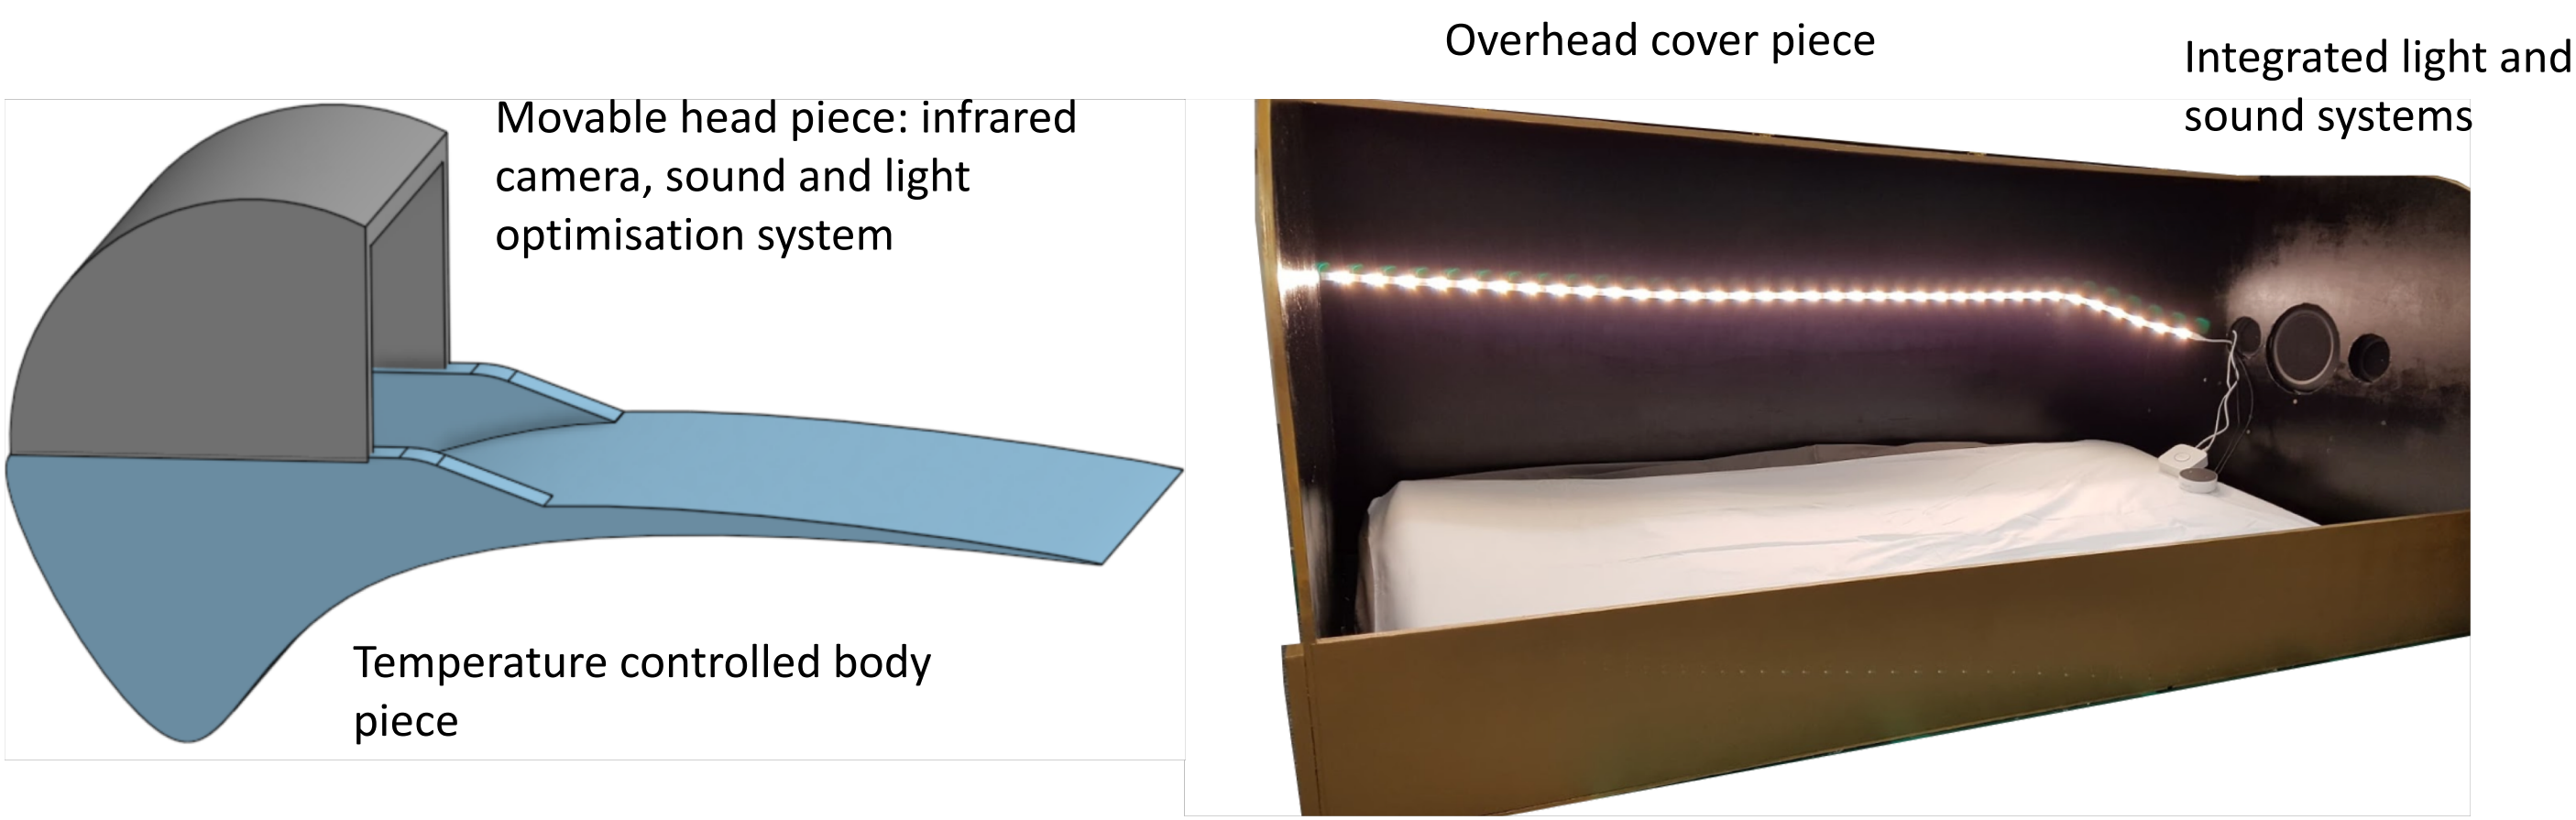 Movable head piece: infrared
camera, sound and light
optimisation system
Temperature controlled body
piece
Overhead cover piece
Integrated light and
sound systems